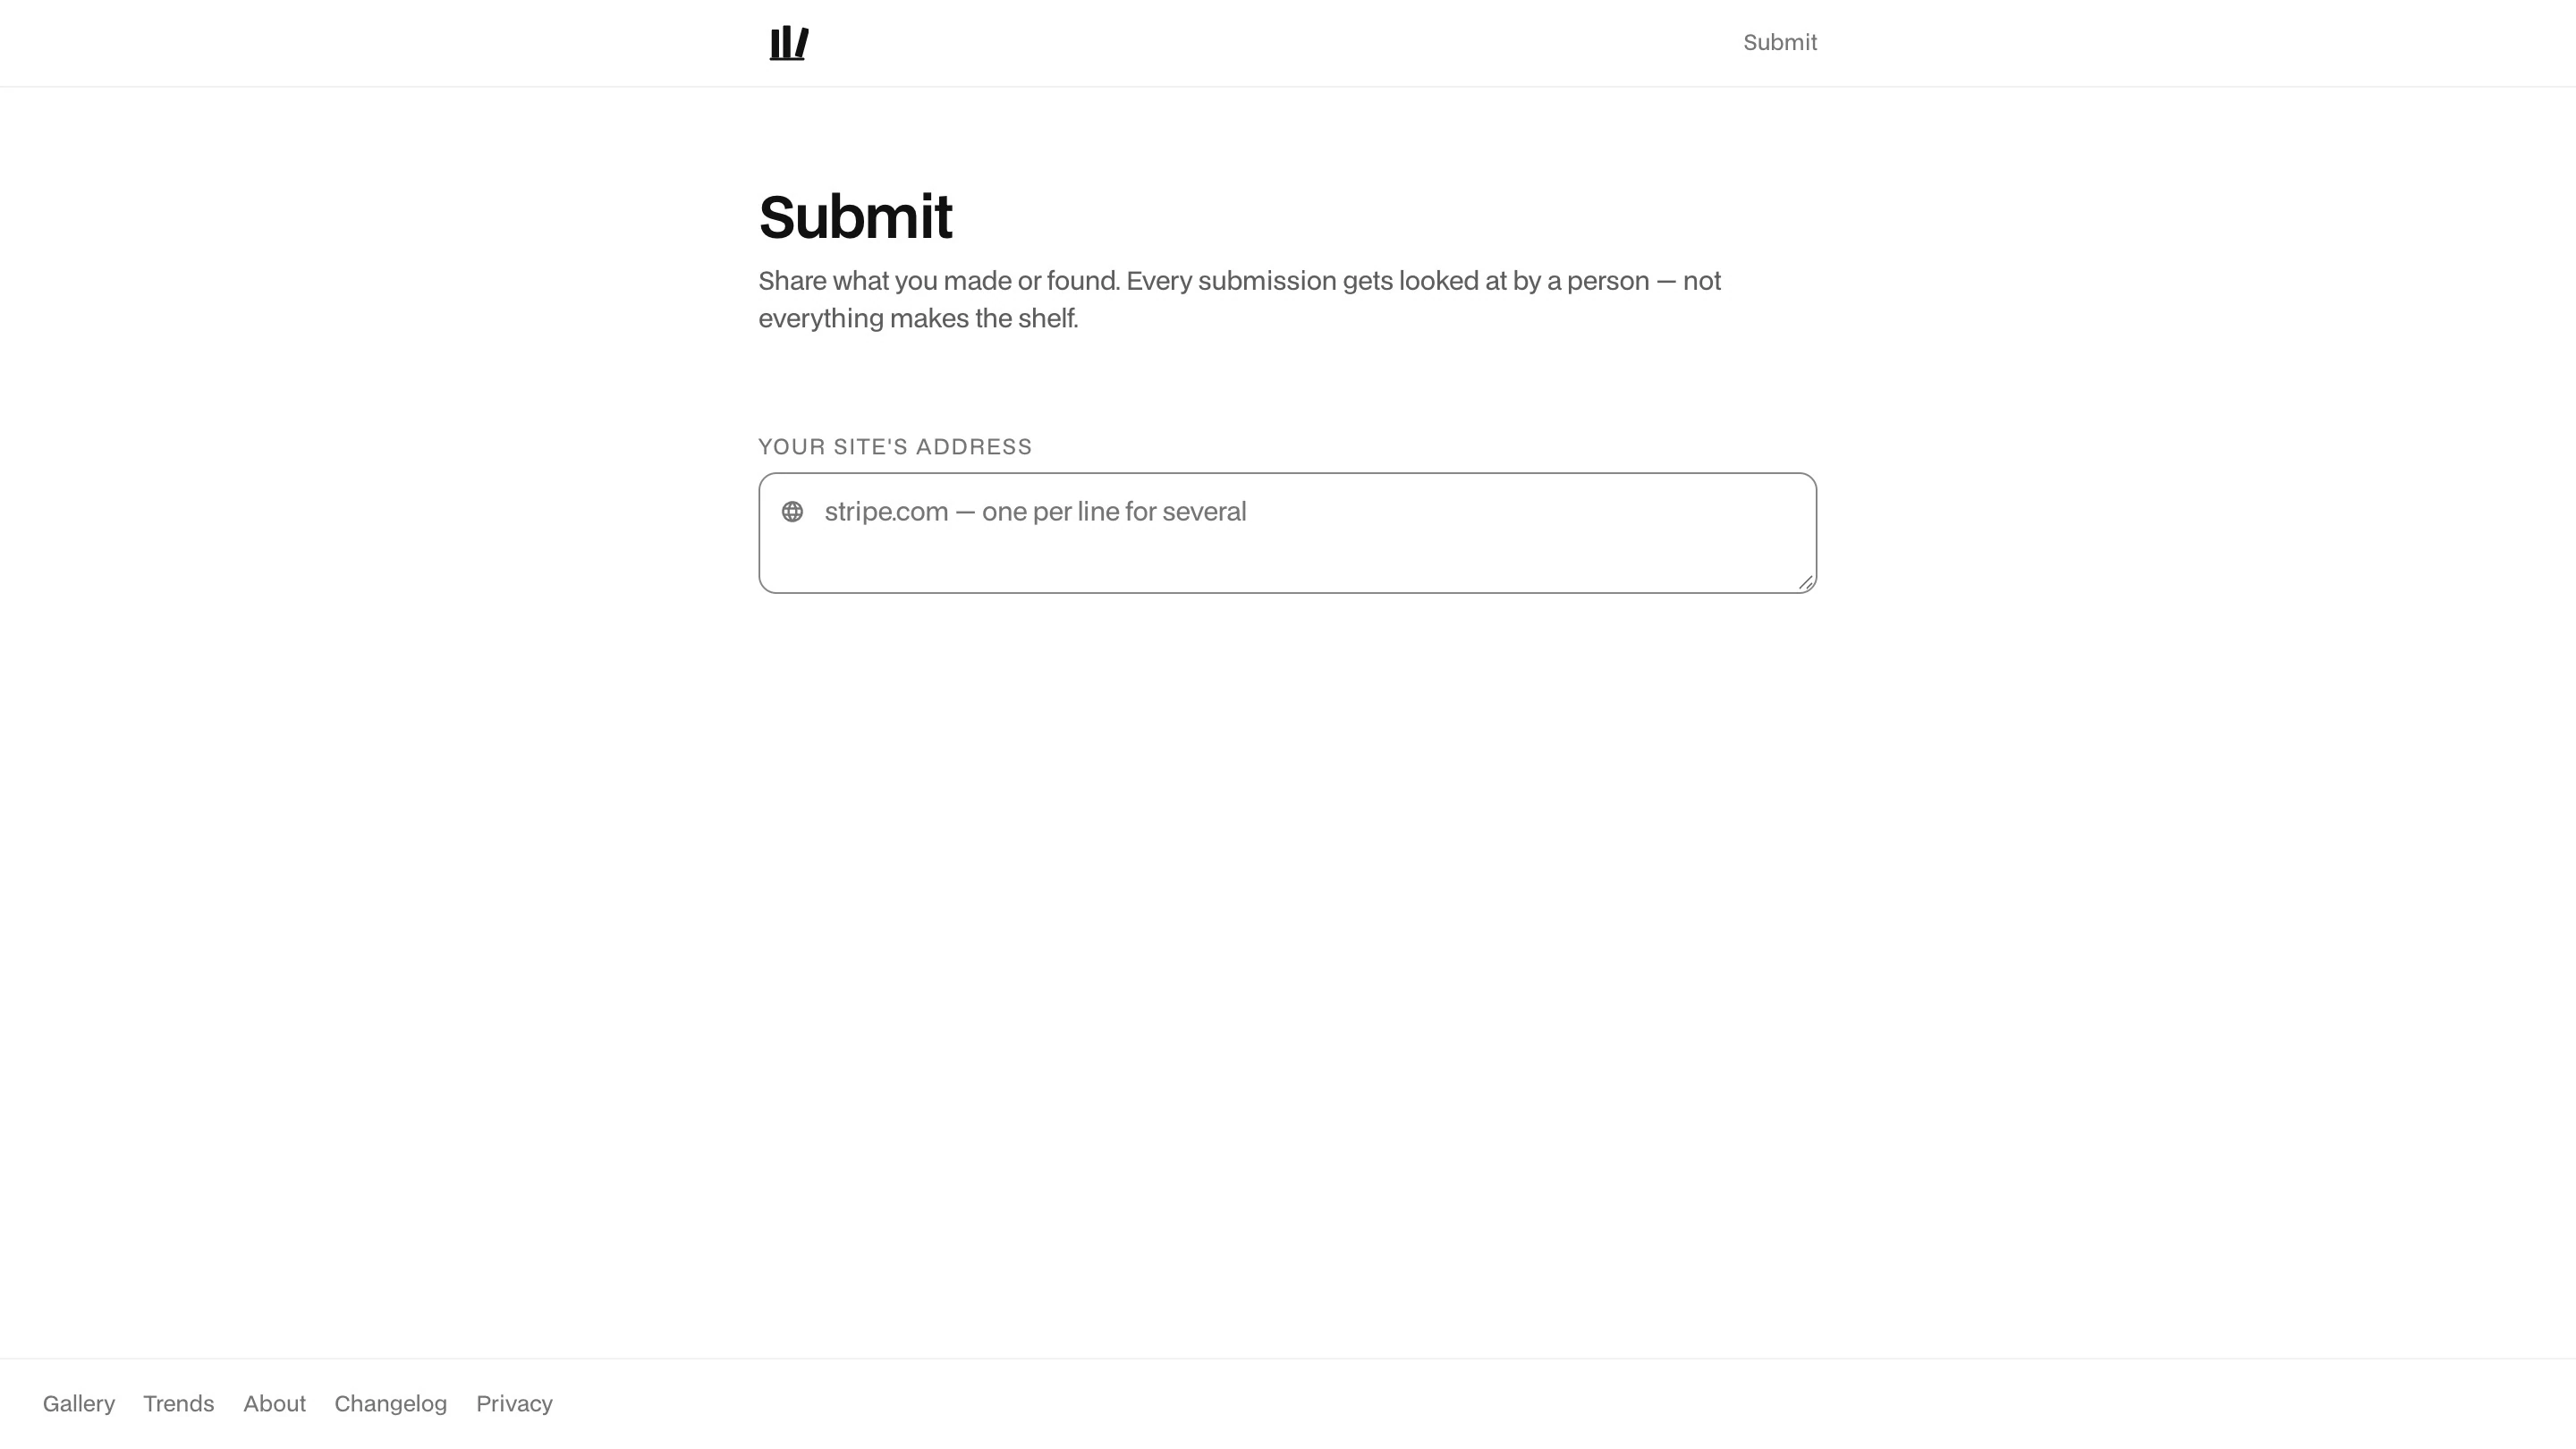 Submit
Submit
Share what you made or found. Every submission gets looked at by a person — not
everything makes the shelf.
YOUR SITE'S ADDRESS
stripe.com — one per line for several
Gallery Trends About Changelog Privacy